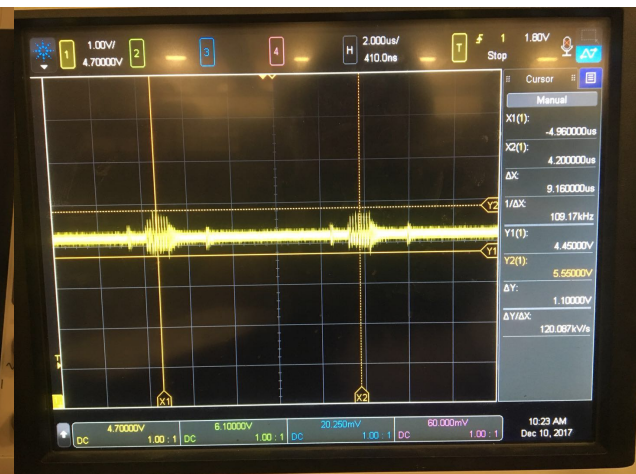 1 1.00V/ 2 3 4 H 2.000us/ T 1 1.80V
4.70000V 410.0ns Stop
Cursor
Manual
X1(1):
-4.960000us
X2(1):
4.200000us
ΔX:
9.160000us
1/ΔX:
109.17kHz
Y1(1):
4.45000V
Y2(1):
5.55000V
ΔY:
1.10000V
ΔY/ΔX:
120.087kV/s
Y2
Y1
T
X1 X2
4.70000V 6.10000V 20.250mV 60.000mV
DC 1.00 : 1 DC 1.00 : 1 DC 1.00 : 1 DC 1.00 : 1
10:23 AM
Dec 10, 2017